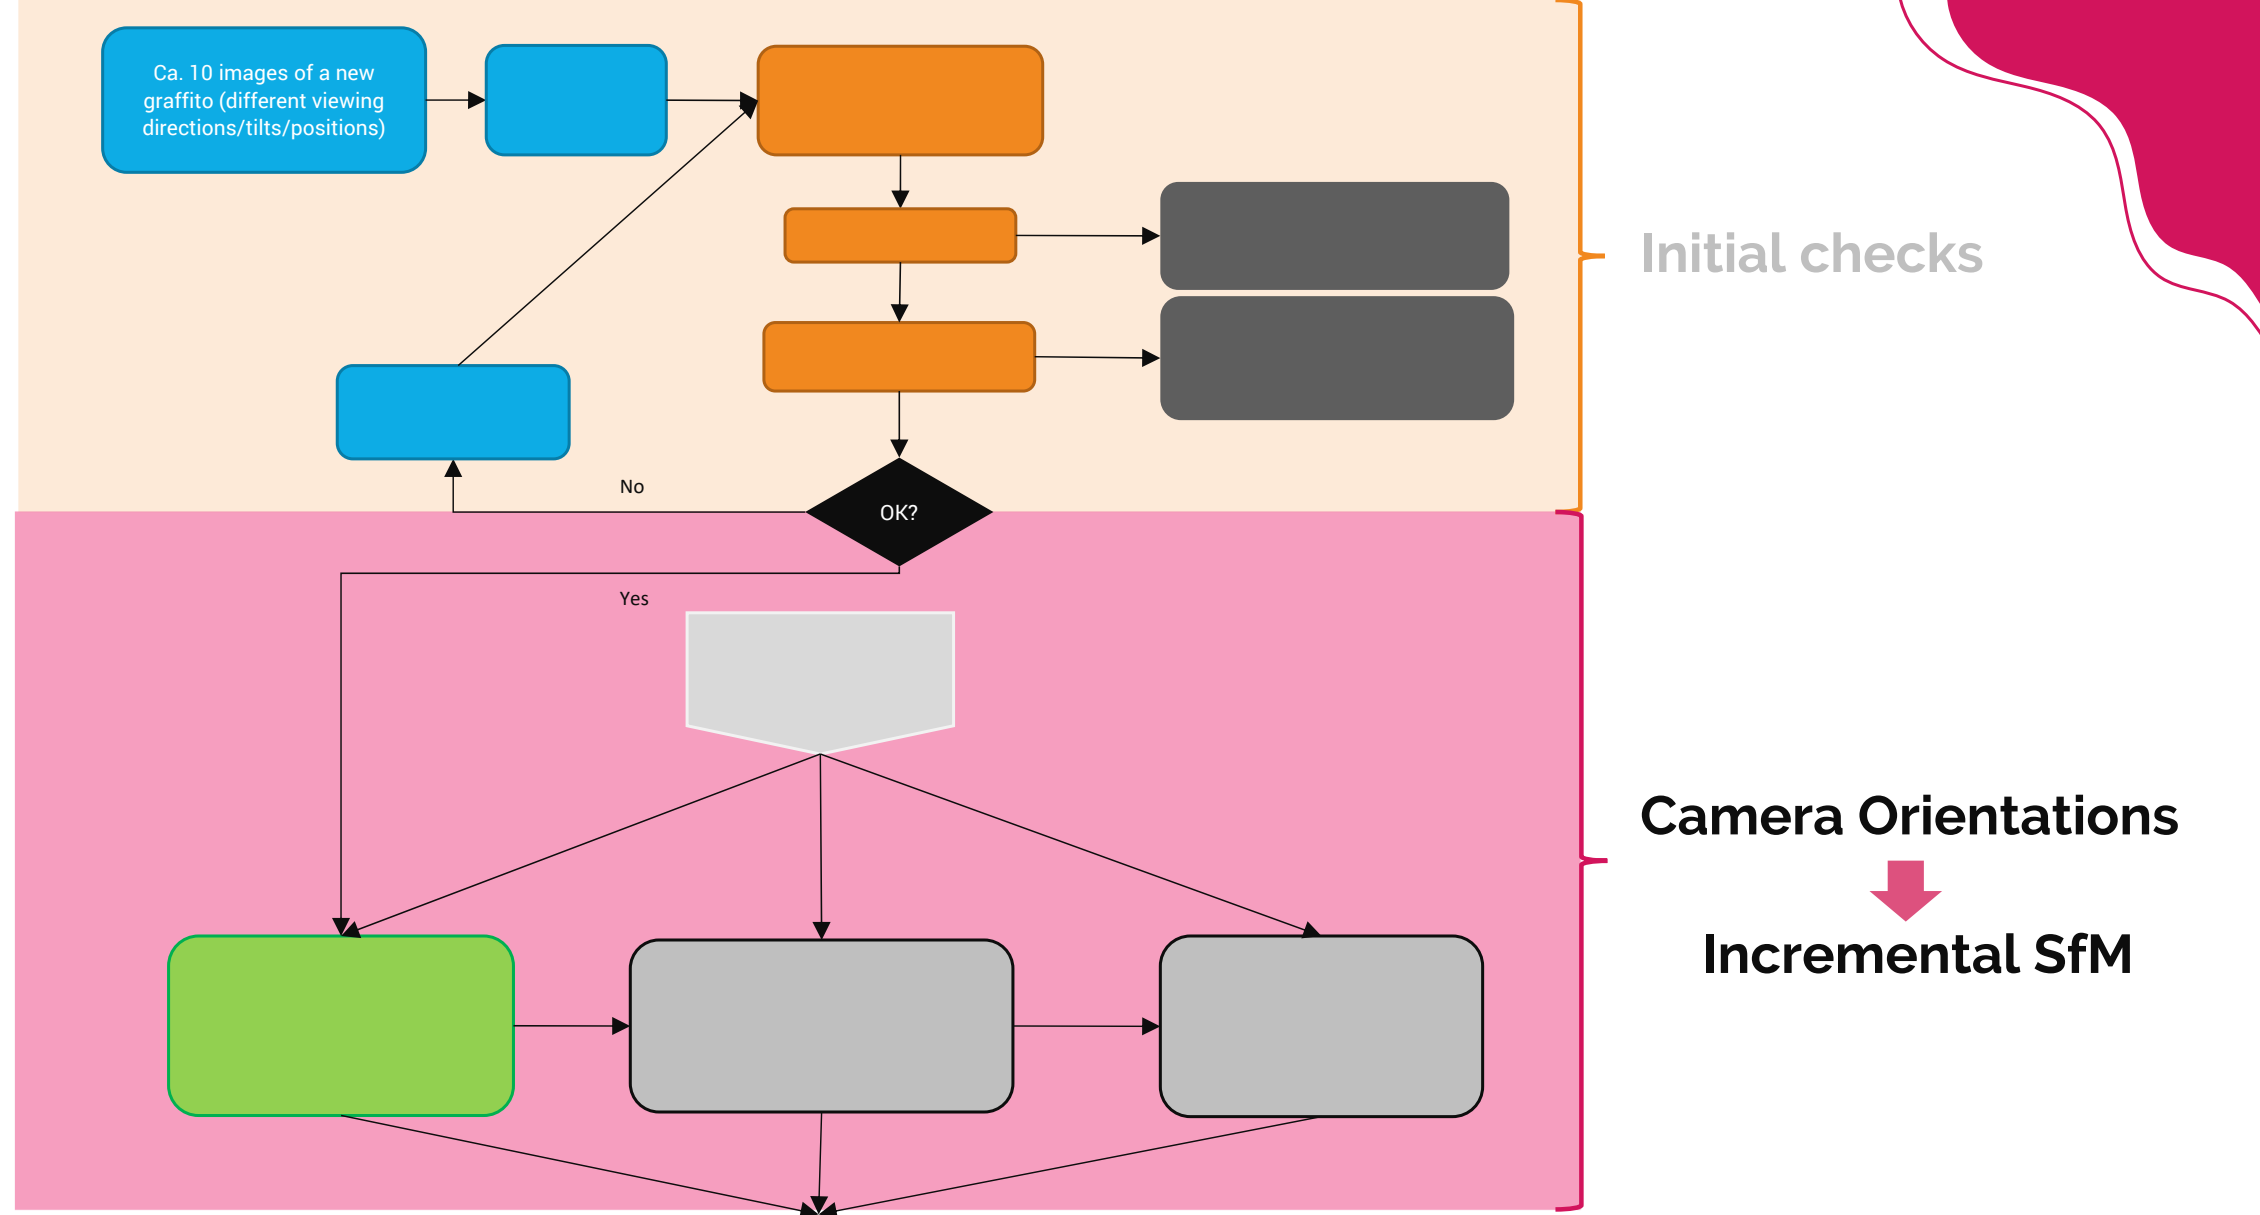 Ca. 10 images of a new
graffito (different viewing
directions/tilts/positions)
Initial checks
No
OK?
Yes
Camera Orientations
Incremental SfM